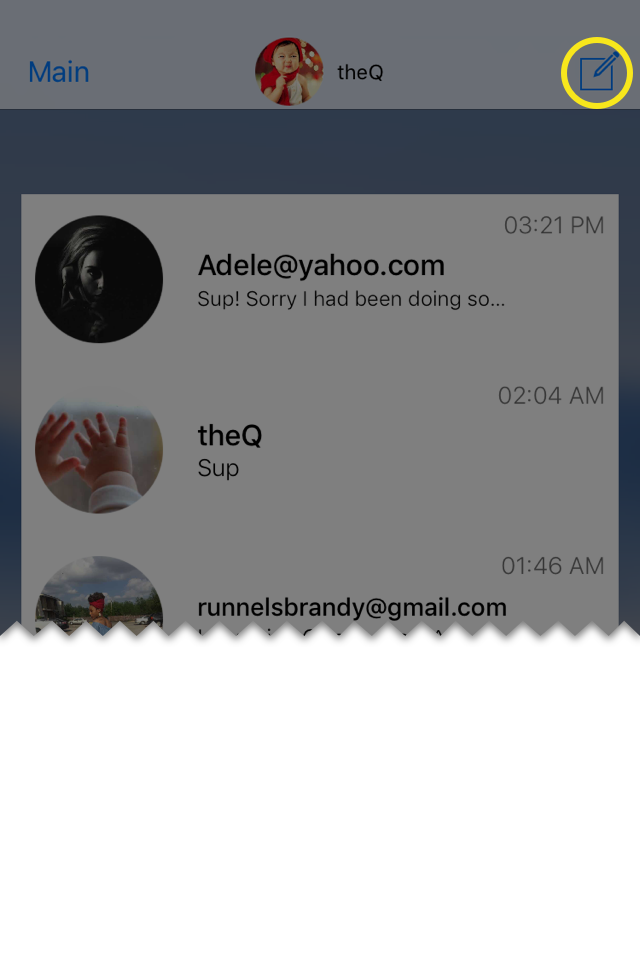 Main
theQ
03:21 PM
Adele@yahoo.com
Sup! Sorry I had been doing so...
02:04 AM
theQ
Sup
01:46 AM
runnelsbrandy@gmail.com